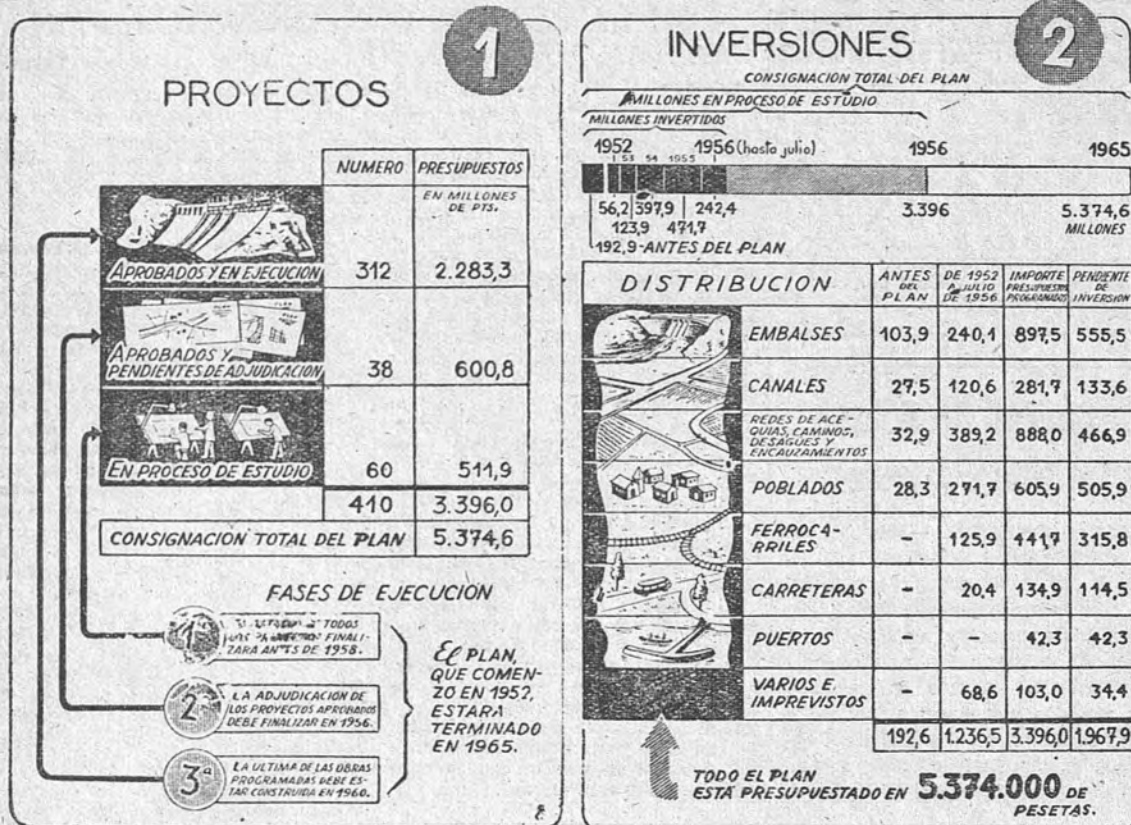 1
PROYECTOS
NUMERO PRESUPUESTOS
EN MILLONES
DE PTS.
APROBADOS Y EN EJECUCION 312 2.283,3
APROBADOS Y
PENDIENTES DE ADJUDICACION 38 600,8
EN PROCESO DE ESTUDIO 60 511,9
410 3.396,0
CONSIGNACION TOTAL DEL PLAN 5.374,6
FASES DE EJECUCIÓN
TODOS
FINALI-
ZARA ANTES DE 1958.
2ª
LA ADJUDICACION DE
LOS PROYECTOS APROBADOS
DEBE FINALIZAR EN 1956.
3ª
LA ULTIMA DE LAS OBRAS
PROGRAMADAS DEBE ES-
TAR CONSTRUIDA EN 1960.
El PLAN,
QUE COMEN-
ZO EN 1952,
ESTARA
TERMINADO
EN 1965.
2
INVERSIONES
CONSIGNACION TOTAL DEL PLAN
MILLONES EN PROCESO DE ESTUDIO
MILLONES INVERTIDOS
1952 1956 (hasta julio) 1956 1965
53 54 1955
56,2 397,9 242,4 3.396 5.374,6
123,9 471,7 MILLONES
192,9-ANTES DEL PLAN
DISTRIBUCION
ANTES
DEL
PLAN
DE 1952
A JULIO
DE 1956
IMPORTE
PRESUPUESTOS
PROGRAMADOS
PENDIENTE
DE
INVERSION
EMBALSES 103,9 240,1 897,5 555,5
CANALES 27,5 120,6 281,7 133,6
REDES DE ACE-
QUIAS, CAMINOS,
DESAGÜES Y
ENCAUZAMIENTOS
32,9 389,2 888,0 466,9
POBLADOS 28,3 271,7 605,9 505,9
FERROCA-
RRILES
- 125,9 441,7 315,8
CARRETERAS - 20,4 134,9 114,5
PUERTOS - - 42,3 42,3
VARIOS E
IMPREVISTOS
- 68,6 103,0 34,4
192,6 1.236,5 3.396,0 1.967,9
TODO EL PLAN
ESTÁ PRESUPUESTADO EN 5.374.000 DE
PESETAS.